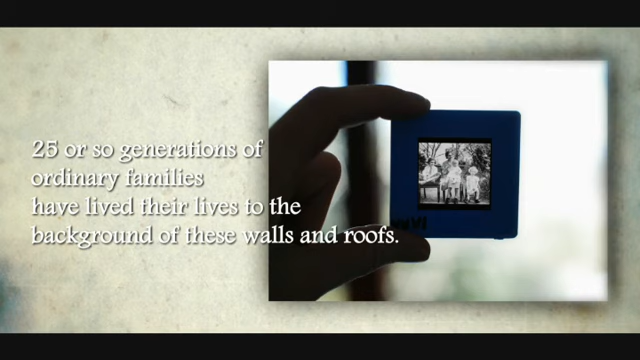 25 or so generations of
ordinary families
have lived their lives to the
background of these walls and roofs.